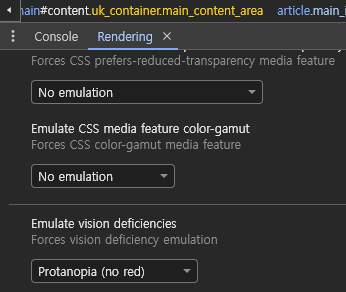 main#content.uk_container.main_content_area article.main_i
Console Rendering
Forces CSS prefers-reduced-transparency media feature
No emulation
Emulate CSS media feature color-gamut
Forces CSS color-gamut media feature
No emulation
Emulate vision deficiencies
Forces vision deficiency emulation
Protanopia (no red)